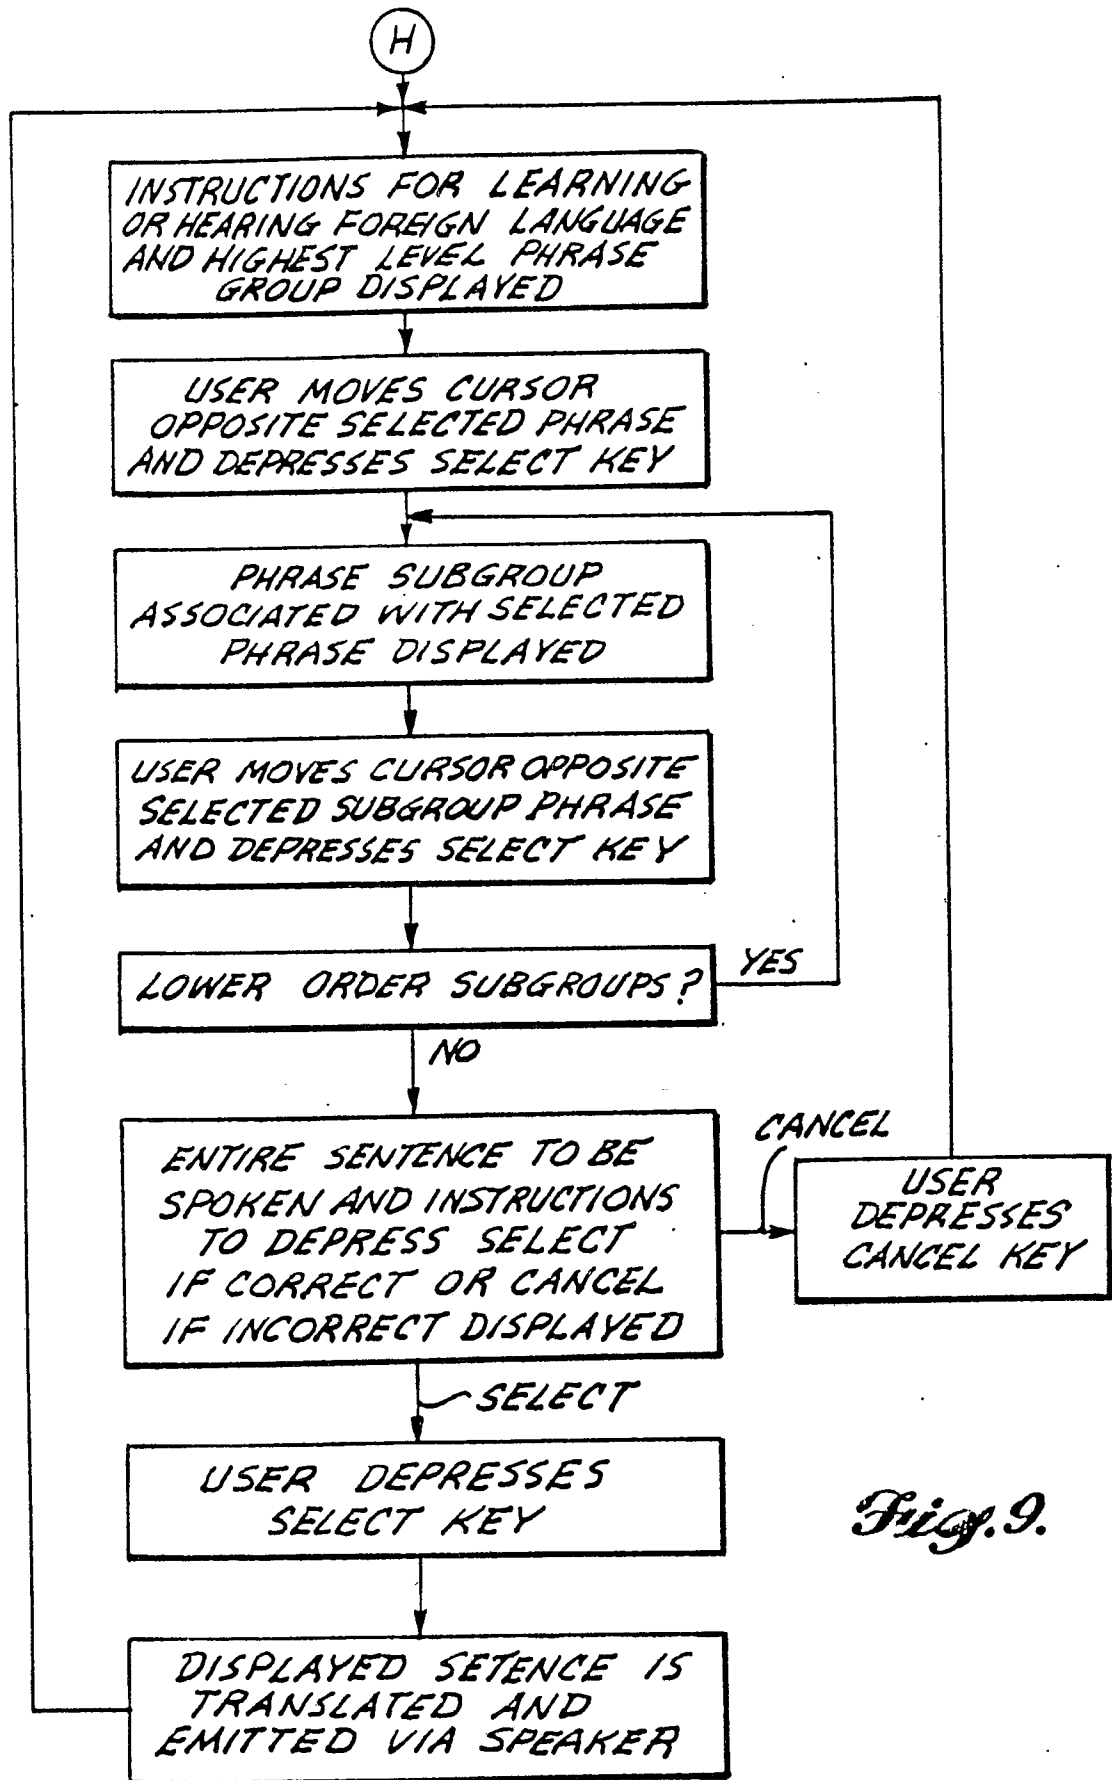 H
INSTRUCTIONS FOR LEARNING
OR HEARING FOREIGN LANGUAGE
AND HIGHEST LEVEL PHRASE
GROUP DISPLAYED
USER MOVES CURSOR
OPPOSITE SELECTED PHRASE
AND DEPRESSES SELECT KEY
PHRASE SUBGROUP
ASSOCIATED WITH SELECTED
PHRASE DISPLAYED
USER MOVES CURSOR OPPOSITE
SELECTED SUBGROUP PHRASE
AND DEPRESSES SELECT KEY
LOWER ORDER SUBGROUPS?
YES
NO
ENTIRE SENTENCE TO BE
SPOKEN AND INSTRUCTIONS
TO DEPRESS SELECT
IF CORRECT OR CANCEL
IF INCORRECT DISPLAYED
CANCEL
USER
DEPRESSES
CANCEL KEY
SELECT
USER DEPRESSES
SELECT KEY
DISPLAYED SETENCE IS
TRANSLATED AND
EMITTED VIA SPEAKER
Fig. 9.